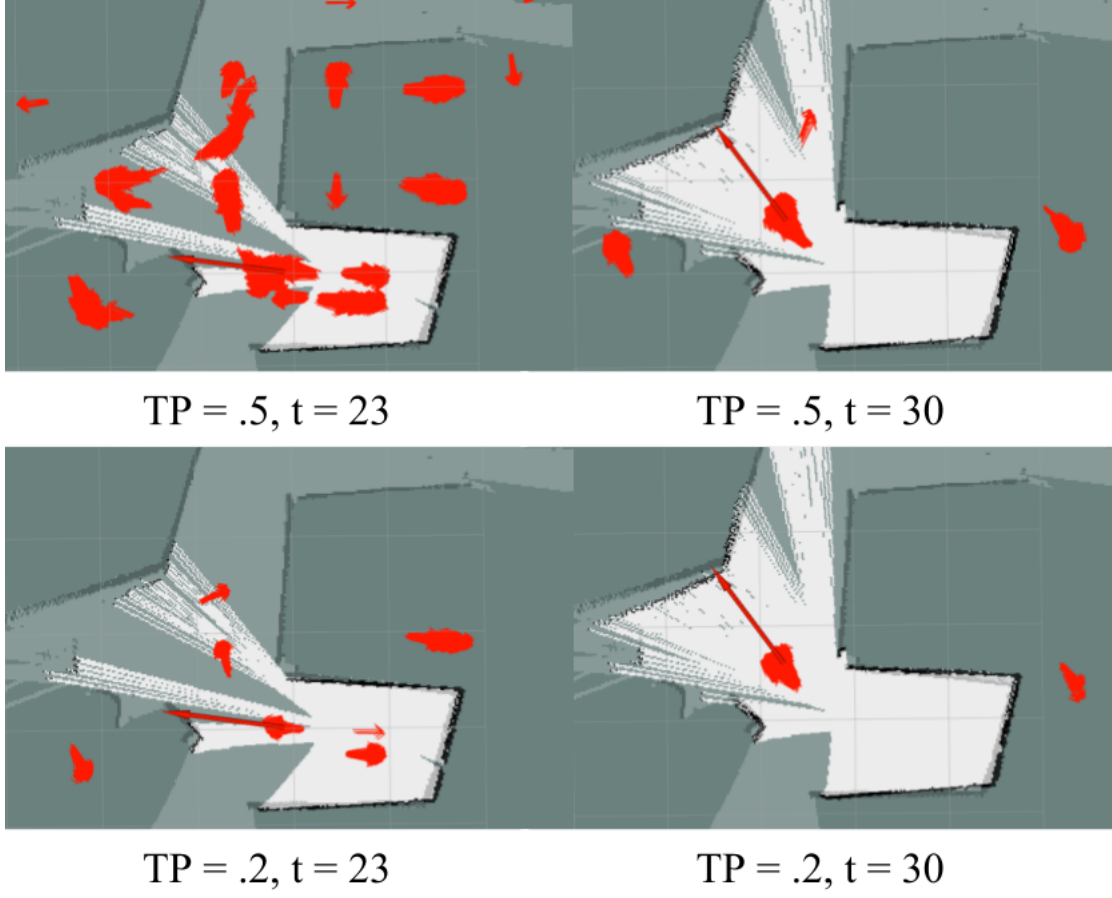 TP = .5, t = 23
TP = .5, t = 30
TP = .2, t = 23
TP = .2, t = 30